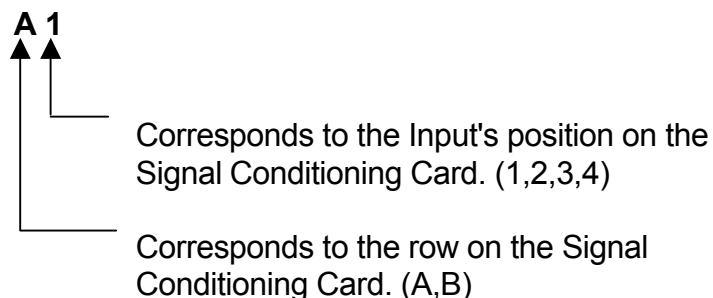 A 1
Corresponds to the Input's position on the
Signal Conditioning Card. (1,2,3,4)
Corresponds to the row on the Signal
Conditioning Card. (A,B)